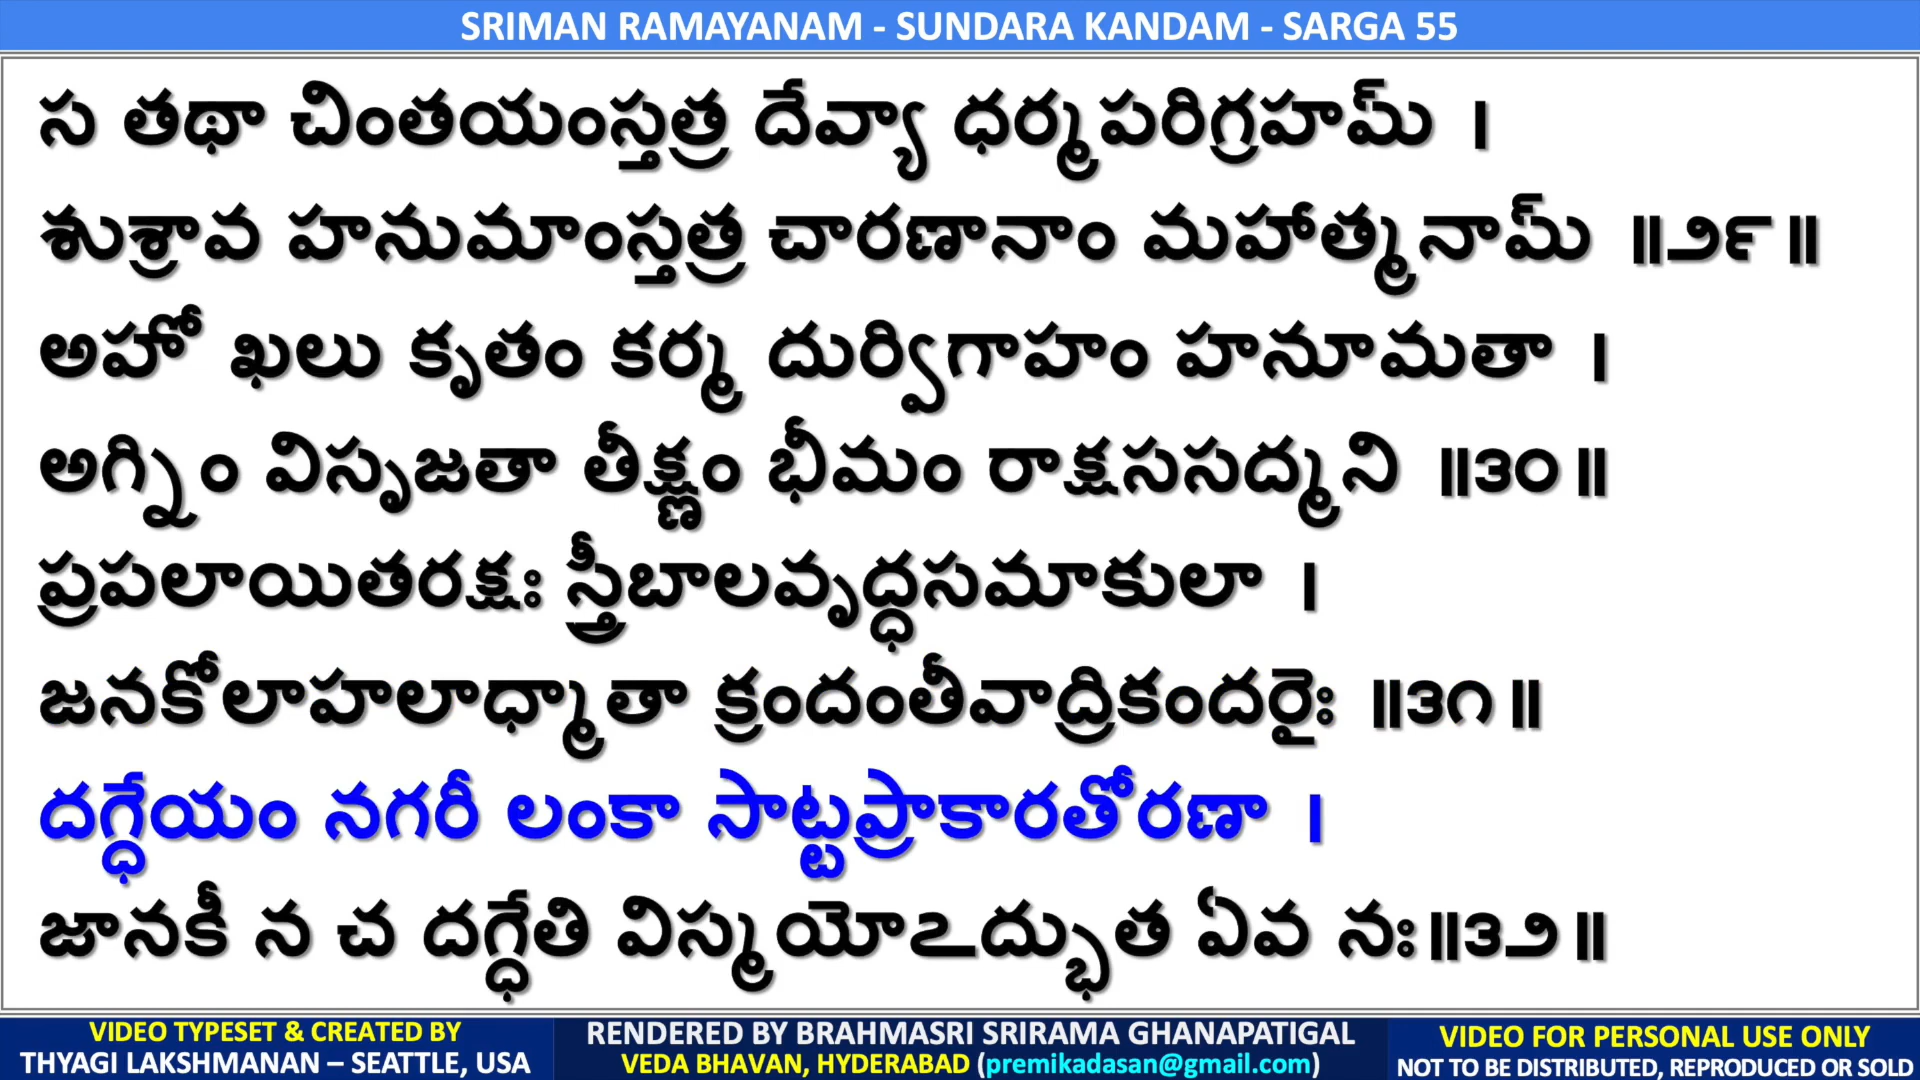 SRIMAN RAMAYANAM - SUNDARA KANDAM - SARGA 55
స తథా చింతయంస్తత్ర దేవ్యా ధర్మపరిగ్రహమ్ ।
శుశ్రావ హనుమాంస్తత్ర చారణానాం మహాత్మనామ్ ॥౨౯॥
అహో ఖలు కృతం కర్మ దుర్విగాహం హనూమతా ।
అగ్నిం విసృజతా తీక్ష్ణం భీమం రాక్షససద్మని ॥౩౦॥
ప్రపలాయితరక్షః స్త్రీబాలవృద్ధసమాకులా ।
జనకోలాహలాధ్మాతా క్రందంతీవాద్రికందరైః ॥౩౧॥
దగ్ధేయం నగరీ లంకా సాట్టప్రాకారతోరణా ।
జానకీ న చ దగ్ధేతి విస్మయోఽద్భుత ఏవ నః॥౩౨॥
VIDEO TYPESET & CREATED BY
THYAGI LAKSHMANAN – SEATTLE, USA
RENDERED BY BRAHMASRI SRIRAMA GHANAPATIGAL
VEDA BHAVAN, HYDERABAD (premikadasan@gmail.com)
VIDEO FOR PERSONAL USE ONLY
NOT TO BE DISTRIBUTED, REPRODUCED OR SOLD